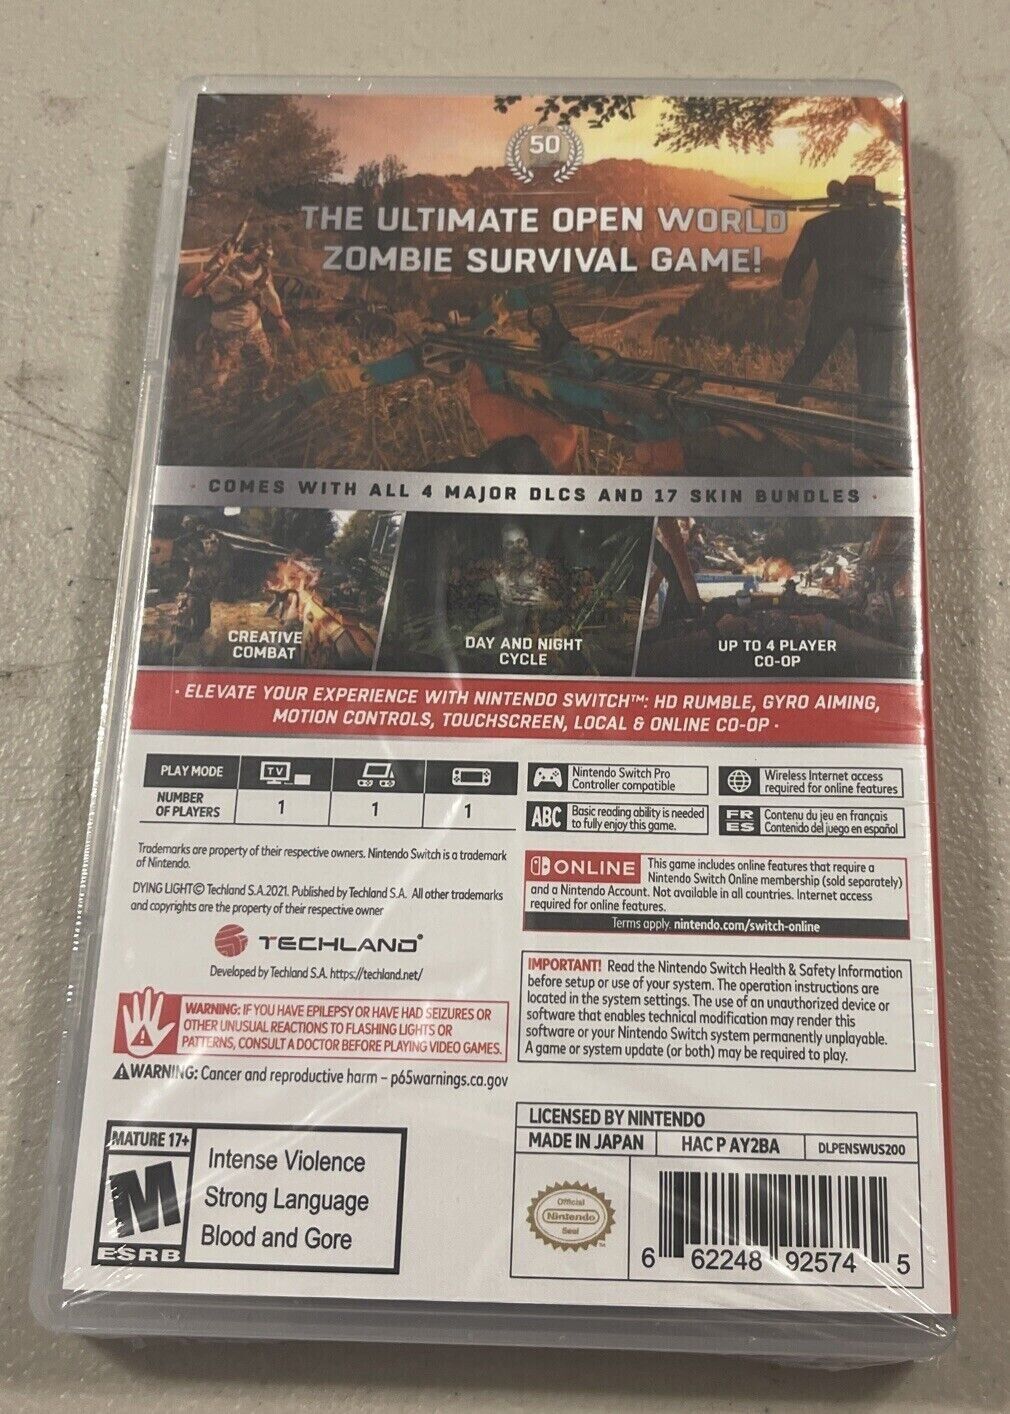 50
THE ULTIMATE OPEN WORLD
ZOMBIE SURVIVAL GAME!
· COMES WITH ALL 4 MAJOR DLCS AND 17 SKIN BUNDLES ·
CREATIVE
COMBAT
DAY AND NIGHT
CYCLE
UP TO 4 PLAYER
CO-OP
· ELEVATE YOUR EXPERIENCE WITH NINTENDO SWITCH™: HD RUMBLE, GYRO AIMING,
MOTION CONTROLS, TOUCHSCREEN, LOCAL & ONLINE CO-OP ·
PLAY MODE
TV
NUMBER
OF PLAYERS
1
1
1
Nintendo Switch Pro
Controller compatible
Wireless Internet access
required for online features
ABC
Basic reading ability is needed
to fully enjoy this game.
FR
ES
Contenu du jeu en français
Contenido del juego en español
Trademarks are property of their respective owners. Nintendo Switch is a trademark
of Nintendo.
DYING LIGHT© Techland S.A.2021. Published by Techland S.A. All other trademarks
and copyrights are the property of their respective owner
TECHLAND®
Developed by Techland S.A. https://techland.net/
ONLINE
This game includes online features that require a
Nintendo Switch Online membership (sold separately)
and a Nintendo Account. Not available in all countries. Internet access
required for online features.
Terms apply. nintendo.com/switch-online
WARNING: IF YOU HAVE EPILEPSY OR HAVE HAD SEIZURES OR
OTHER UNUSUAL REACTIONS TO FLASHING LIGHTS OR
PATTERNS, CONSULT A DOCTOR BEFORE PLAYING VIDEO GAMES.
⚠WARNING: Cancer and reproductive harm – p65warnings.ca.gov
IMPORTANT! Read the Nintendo Switch Health & Safety Information
before setup or use of your system. The operation instructions are
located in the system settings. The use of an unauthorized device or
software that enables technical modification may render this
software or your Nintendo Switch system permanently unplayable.
A game or system update (or both) may be required to play.
MATURE 17+
M
ESRB
Intense Violence
Strong Language
Blood and Gore
LICENSED BY NINTENDO
MADE IN JAPAN
HAC P AY2BA
DLPENSWUS200
Official
Nintendo
Seal
6 62248 92574 5